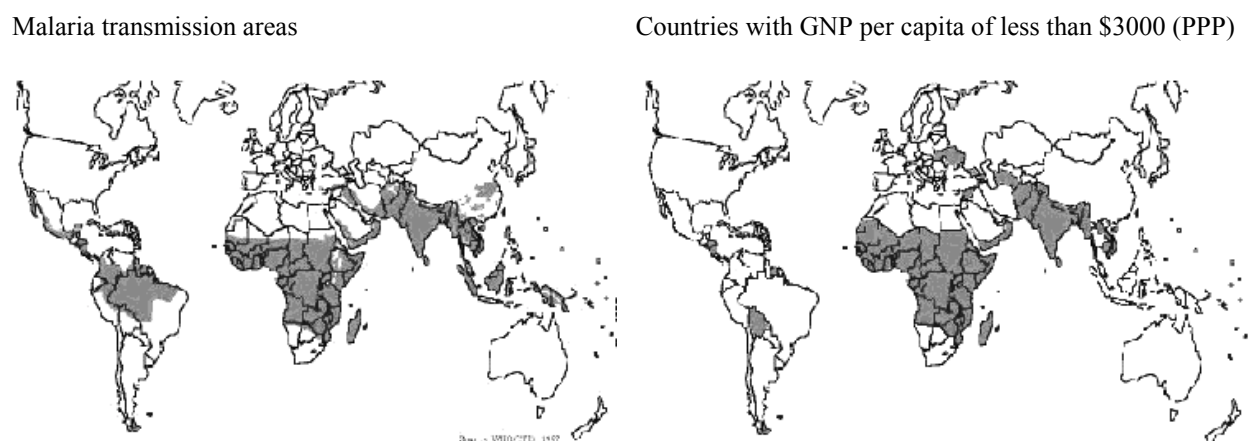 Malaria transmission areas
Countries with GNP per capita of less than $3000 (PPP)